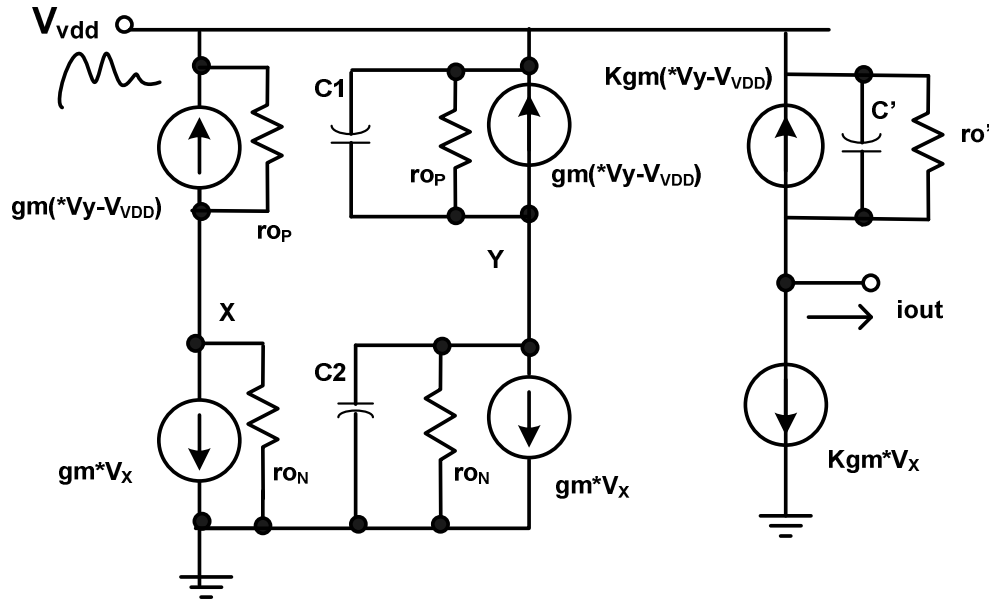 Vvdd
C1
Kgm(*Vy-VVDD)
C'
ro'
roP
gm(*Vy-VVDD)
gm(*Vy-VVDD)
roP
Y
X
iout
C2
gm*VX
roN
roN
gm*VX
Kgm*VX